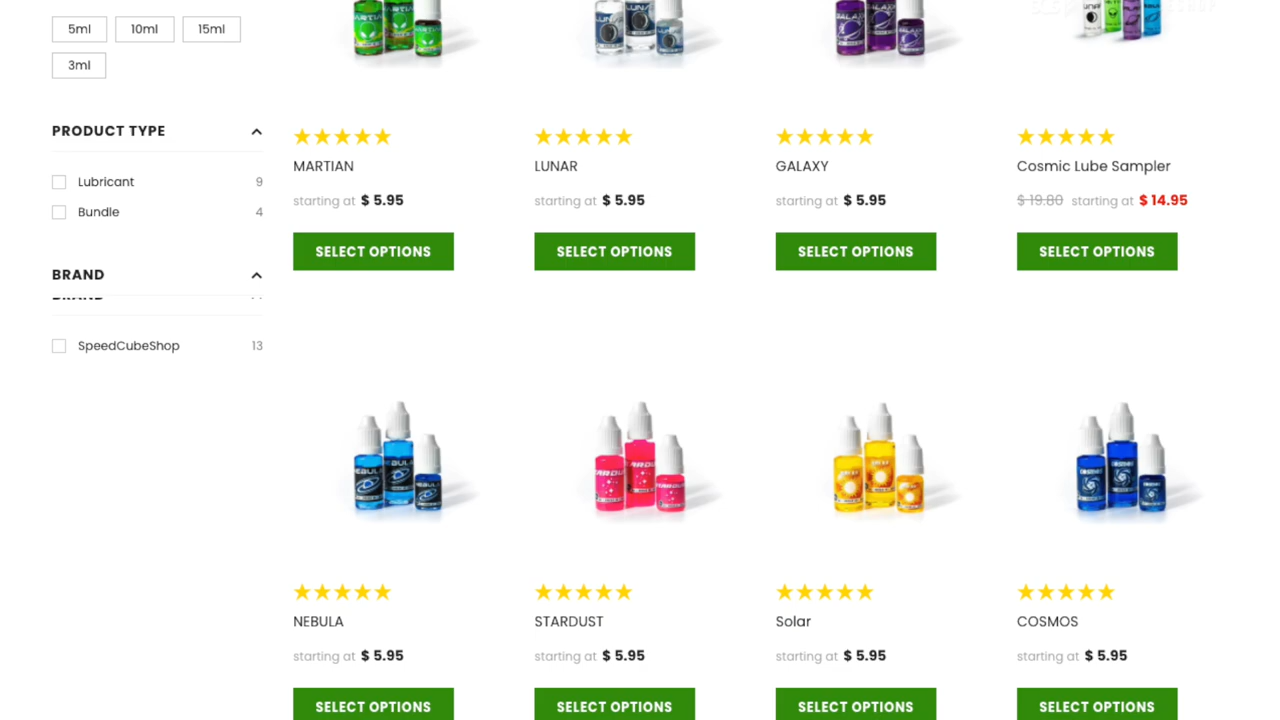 5ml
10ml
15ml
3ml
PRODUCT TYPE
Lubricant 9
Bundle 4
BRAND
BRAND
SpeedCubeShop 13
MARTIAN
LUNAR
GALAXY
Cosmic Lube Sampler
starting at $ 5.95
starting at $ 5.95
starting at $ 5.95
$ 19.80 starting at $ 14.95
SELECT OPTIONS
SELECT OPTIONS
SELECT OPTIONS
SELECT OPTIONS
NEBULA
STARDUST
Solar
COSMOS
starting at $ 5.95
starting at $ 5.95
starting at $ 5.95
starting at $ 5.95
SELECT OPTIONS
SELECT OPTIONS
SELECT OPTIONS
SELECT OPTIONS